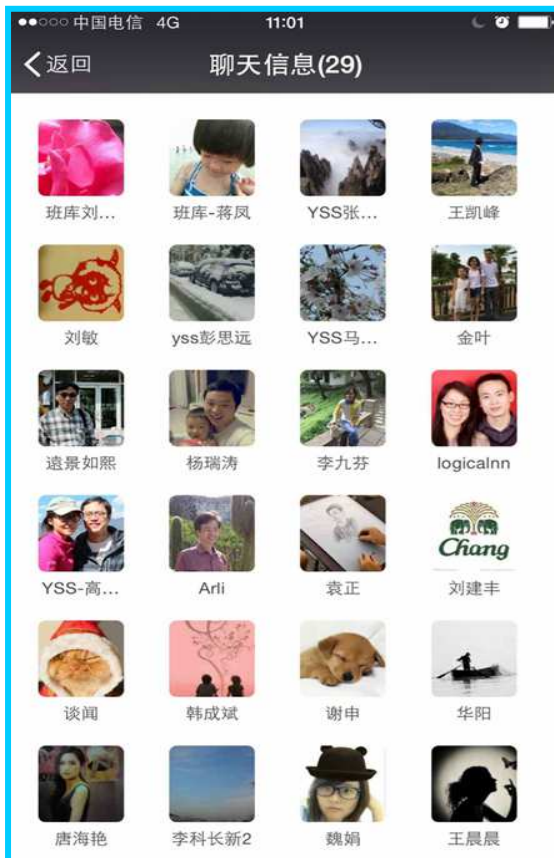 中国电信 4G 11:01
返回 聊天信息(29)
班库刘... 班库-蒋凤 YSS张... 王凯峰
刘敏 yss彭思远 YSS马... 金叶
遠景如熙 杨瑞涛 李九芬 logicalnn
Chang
YSS-高... Arli 袁正 刘建丰
谈闻 韩成斌 谢申 华阳
唐海艳 李科长新2 魏娟 王晨晨